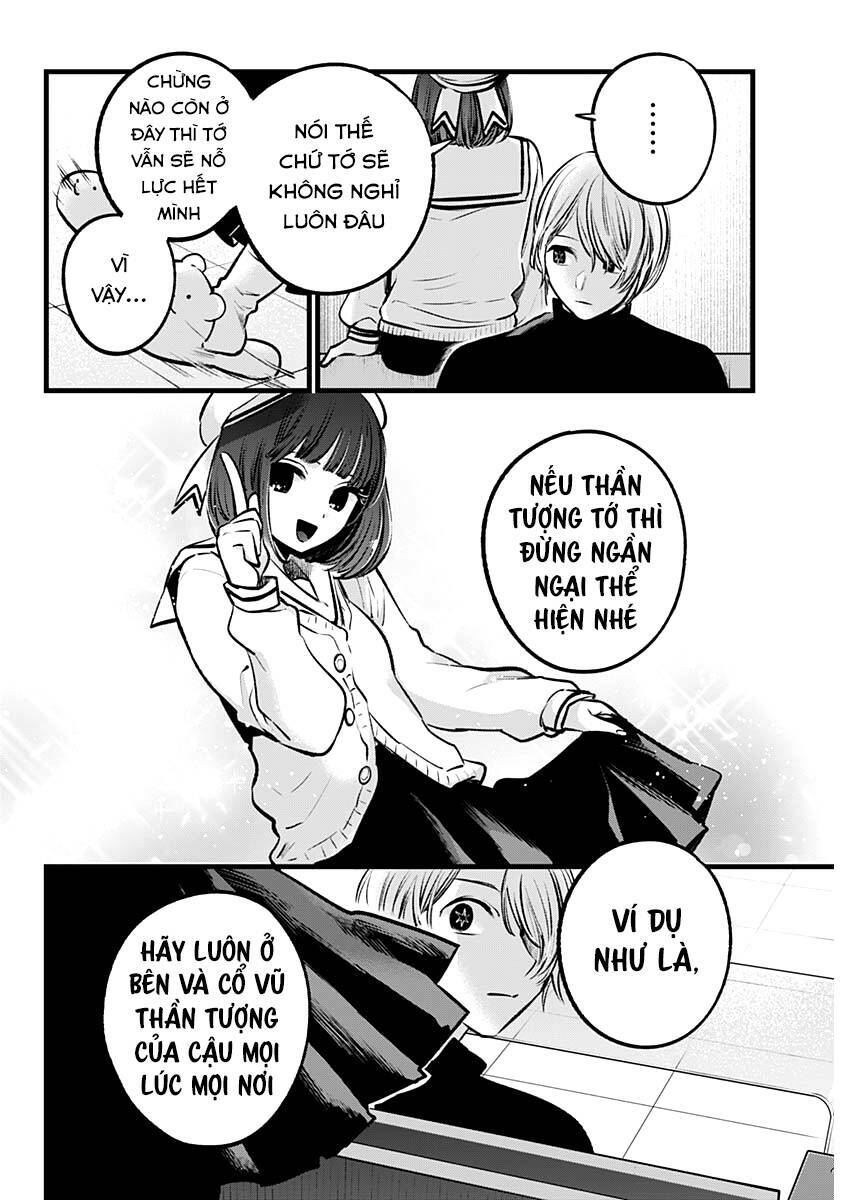 ......
NÓI THẾ
CHỨ TỚ SẼ
KHÔNG NGHỈ
LUÔN ĐÂU
CHỪNG
NÀO CÒN Ở
ĐÂY THÌ TỚ
VẪN SẼ NỖ
LỰC HẾT
MÌNH
VÌ
VẬY...
NẾU THẦN
TƯỢNG TỚ THÌ
ĐỪNG NGẦN
NGẠI THỂ
HIỆN NHÉ
VÍ DỤ
NHƯ LÀ,
HÃY LUÔN Ở
BÊN VÀ CỔ VŨ
THẦN TƯỢNG
CỦA CẬU MỌI
LÚC MỌI NƠI